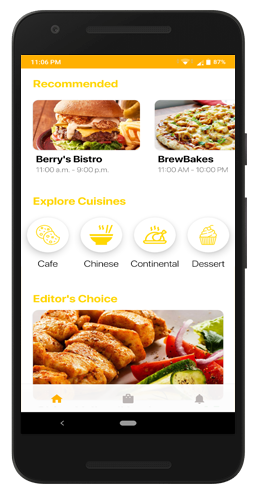 11:06 PM 87%
Recommended
Berry's Bistro BrewBakes
11:00 a.m. - 9:00 p.m. 11:00 AM - 10:00 PM
Explore Cuisines
Cafe Chinese Continental Dessert
Editor's Choice